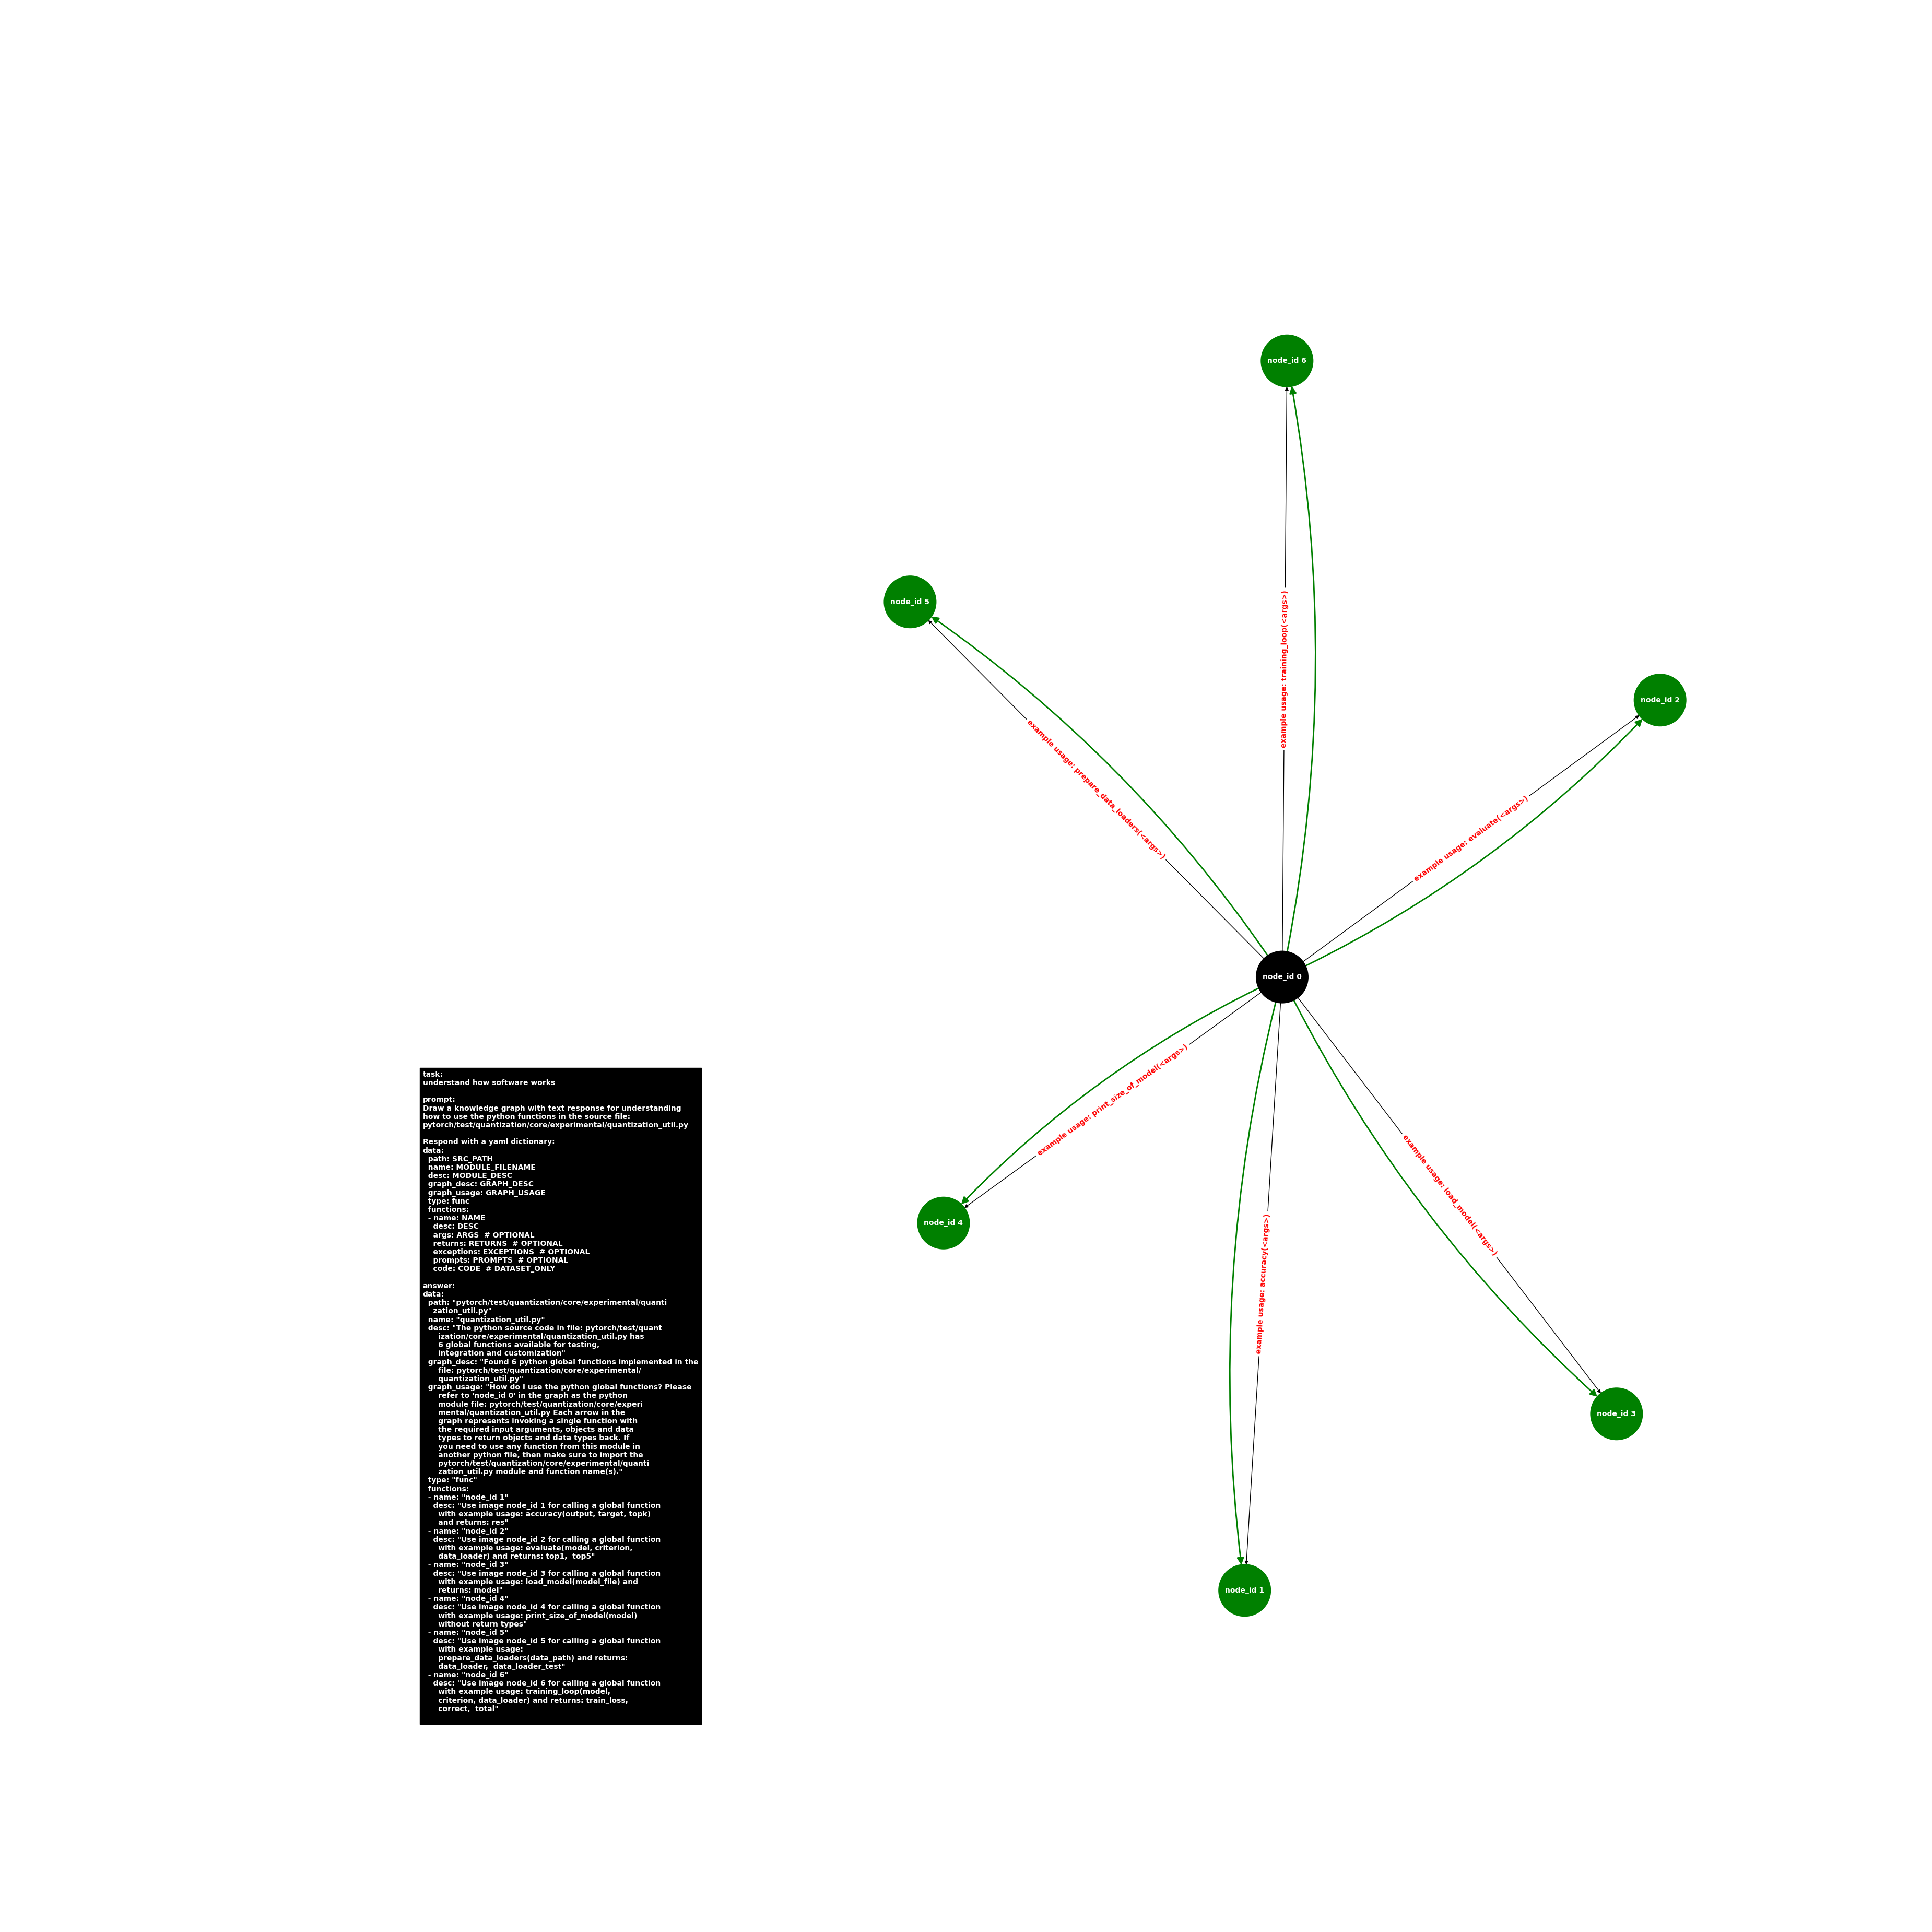 node_id 6
node_id 5
example usage: training_loop(<args>)
node_id 2
example usage: prepare_data_loaders(<args>)
example usage: evaluate(<args>)
node_id 0
example usage: print_size_of_model(<args>)
example usage: load_model(<args>)
node_id 4
example usage: accuracy(<args>)
node_id 3
node_id 1
task:
understand how software works

prompt:
Draw a knowledge graph with text response for understanding
how to use the python functions in the source file:
pytorch/test/quantization/core/experimental/quantization_util.py

Respond with a yaml dictionary:
data:
  path: SRC_PATH
  name: MODULE_FILENAME
  desc: MODULE_DESC
  graph_desc: GRAPH_DESC
  graph_usage: GRAPH_USAGE
  type: func
  functions:
  - name: NAME
    desc: DESC
    args: ARGS  # OPTIONAL
    returns: RETURNS  # OPTIONAL
    exceptions: EXCEPTIONS  # OPTIONAL
    prompts: PROMPTS  # OPTIONAL
    code: CODE  # DATASET_ONLY

answer:
data:
  path: "pytorch/test/quantization/core/experimental/quanti
    zation_util.py"
  name: "quantization_util.py"
  desc: "The python source code in file: pytorch/test/quant
      ization/core/experimental/quantization_util.py has
      6 global functions available for testing,
      integration and customization"
  graph_desc: "Found 6 python global functions implemented in the
      file: pytorch/test/quantization/core/experimental/
      quantization_util.py"
  graph_usage: "How do I use the python global functions? Please
      refer to 'node_id 0' in the graph as the python
      module file: pytorch/test/quantization/core/experi
      mental/quantization_util.py Each arrow in the
      graph represents invoking a single function with
      the required input arguments, objects and data
      types to return objects and data types back. If
      you need to use any function from this module in
      another python file, then make sure to import the
      pytorch/test/quantization/core/experimental/quanti
      zation_util.py module and function name(s)."
  type: "func"
  functions:
  - name: "node_id 1"
    desc: "Use image node_id 1 for calling a global function
      with example usage: accuracy(output, target, topk)
      and returns: res"
  - name: "node_id 2"
    desc: "Use image node_id 2 for calling a global function
      with example usage: evaluate(model, criterion,
      data_loader) and returns: top1,  top5"
  - name: "node_id 3"
    desc: "Use image node_id 3 for calling a global function
      with example usage: load_model(model_file) and
      returns: model"
  - name: "node_id 4"
    desc: "Use image node_id 4 for calling a global function
      with example usage: print_size_of_model(model)
      without return types"
  - name: "node_id 5"
    desc: "Use image node_id 5 for calling a global function
      with example usage:
      prepare_data_loaders(data_path) and returns:
      data_loader,  data_loader_test"
  - name: "node_id 6"
    desc: "Use image node_id 6 for calling a global function
      with example usage: training_loop(model,
      criterion, data_loader) and returns: train_loss,
      correct,  total"